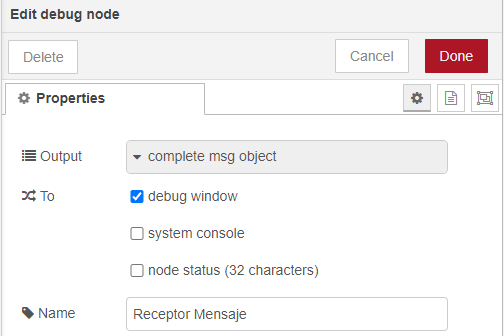 Edit debug node
Delete
Cancel
Done
Properties
Output
complete msg object
To
debug window
system console
node status (32 characters)
Name
Receptor Mensaje